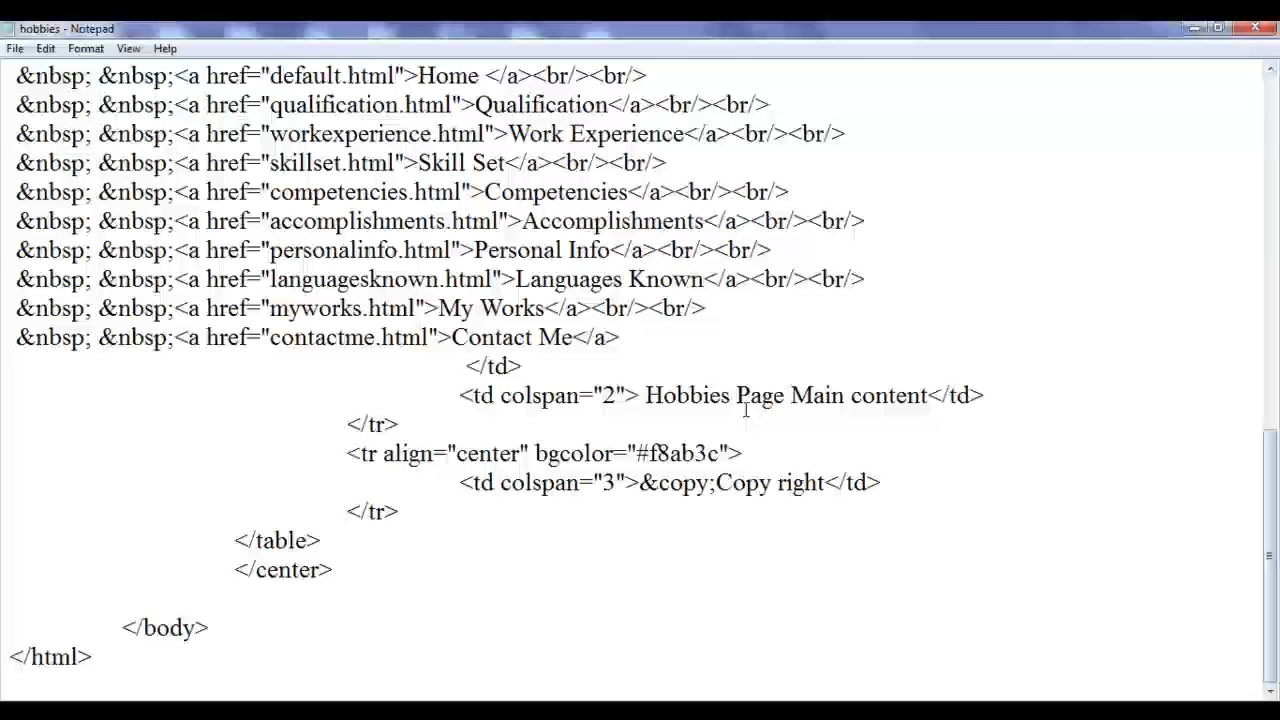 hobbies - Notepad
File Edit Format View Help
&nbsp; &nbsp;<a href="default.html">Home </a><br/><br/>
&nbsp; &nbsp;<a href="qualification.html">Qualification</a><br/><br/>
&nbsp; &nbsp;<a href="workexperience.html">Work Experience</a><br/><br/>
&nbsp; &nbsp;<a href="skillset.html">Skill Set</a><br/><br/>
&nbsp; &nbsp;<a href="competencies.html">Competencies</a><br/><br/>
&nbsp; &nbsp;<a href="accomplishments.html">Accomplishments</a><br/><br/>
&nbsp; &nbsp;<a href="personalinfo.html">Personal Info</a><br/><br/>
&nbsp; &nbsp;<a href="languagesknown.html">Languages Known</a><br/><br/>
&nbsp; &nbsp;<a href="myworks.html">My Works</a><br/><br/>
&nbsp; &nbsp;<a href="contactme.html">Contact Me</a>
</td>
<td colspan="2"> Hobbies Page Main content</td>
</tr>
<tr align="center" bgcolor="#f8ab3c">
<td colspan="3">&copy;Copy right</td>
</tr>
</table>
</center>
</body>
</html>